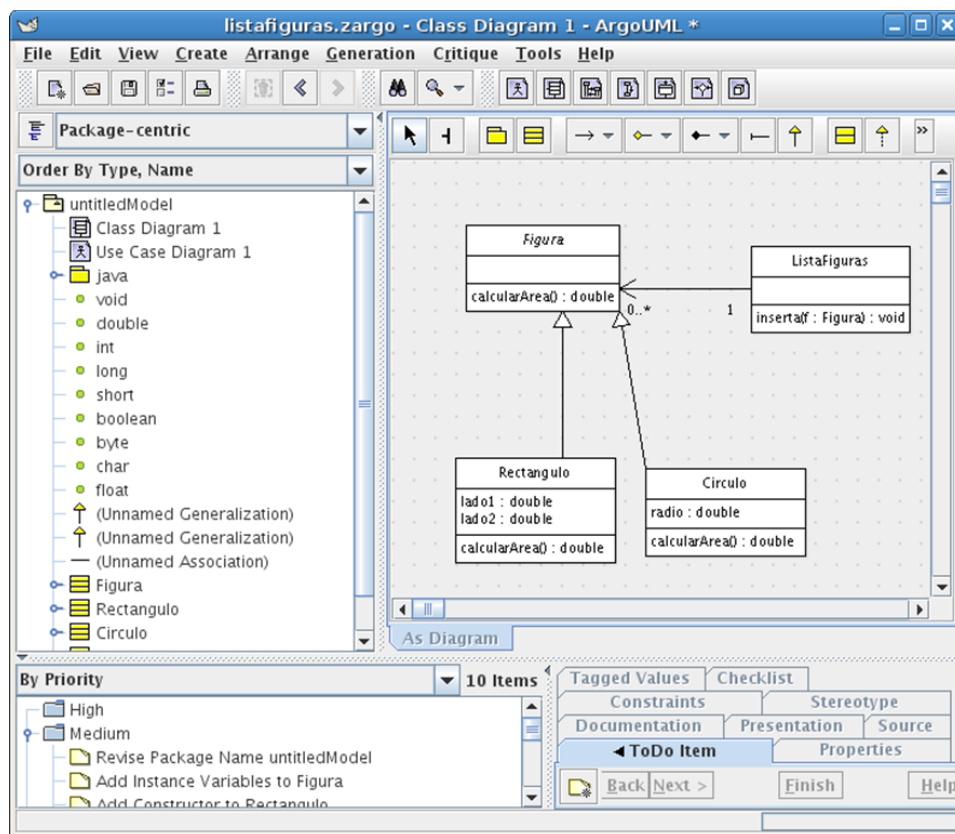 listafiguras.zargo - Class Diagram 1 - ArgoUML *
File Edit View Create Arrange Generation Critique Tools Help
Package-centric
Order By Type, Name
untitledModel
Class Diagram 1
Use Case Diagram 1
java
void
double
int
long
short
boolean
byte
char
float
(Unnamed Generalization)
(Unnamed Generalization)
(Unnamed Association)
Figura
Rectangulo
Circulo
»
Figura
calcularArea() : double
ListaFiguras
inserta(f : Figura) : void
0..*
1
Rectangulo
lado1 : double
lado2 : double
calcularArea() : double
Circulo
radio : double
calcularArea() : double
As Diagram
By Priority
10 Items
High
Medium
Revise Package Name untitledModel
Add Instance Variables to Figura
Add Constructor to Rectangulo
Tagged Values Checklist
Constraints Stereotype
Documentation Presentation Source
ToDo Item Properties
Back Next > Finish Help